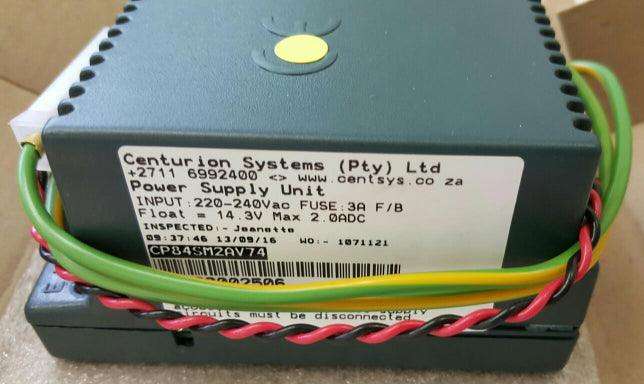 Centurion Systems (Pty) Ltd
+2711 6992400 <> www.centsys.co za
Power Supply Unit
INPUT:220-240Vac FUSE:3A F/B
Float = 14.3V Max 2.0ADC
INSPECTED:- Jeanette
09:37:46 13/09/16 WO:- 1071121
CP84SM2AV74
supply
circuits must be disconnected